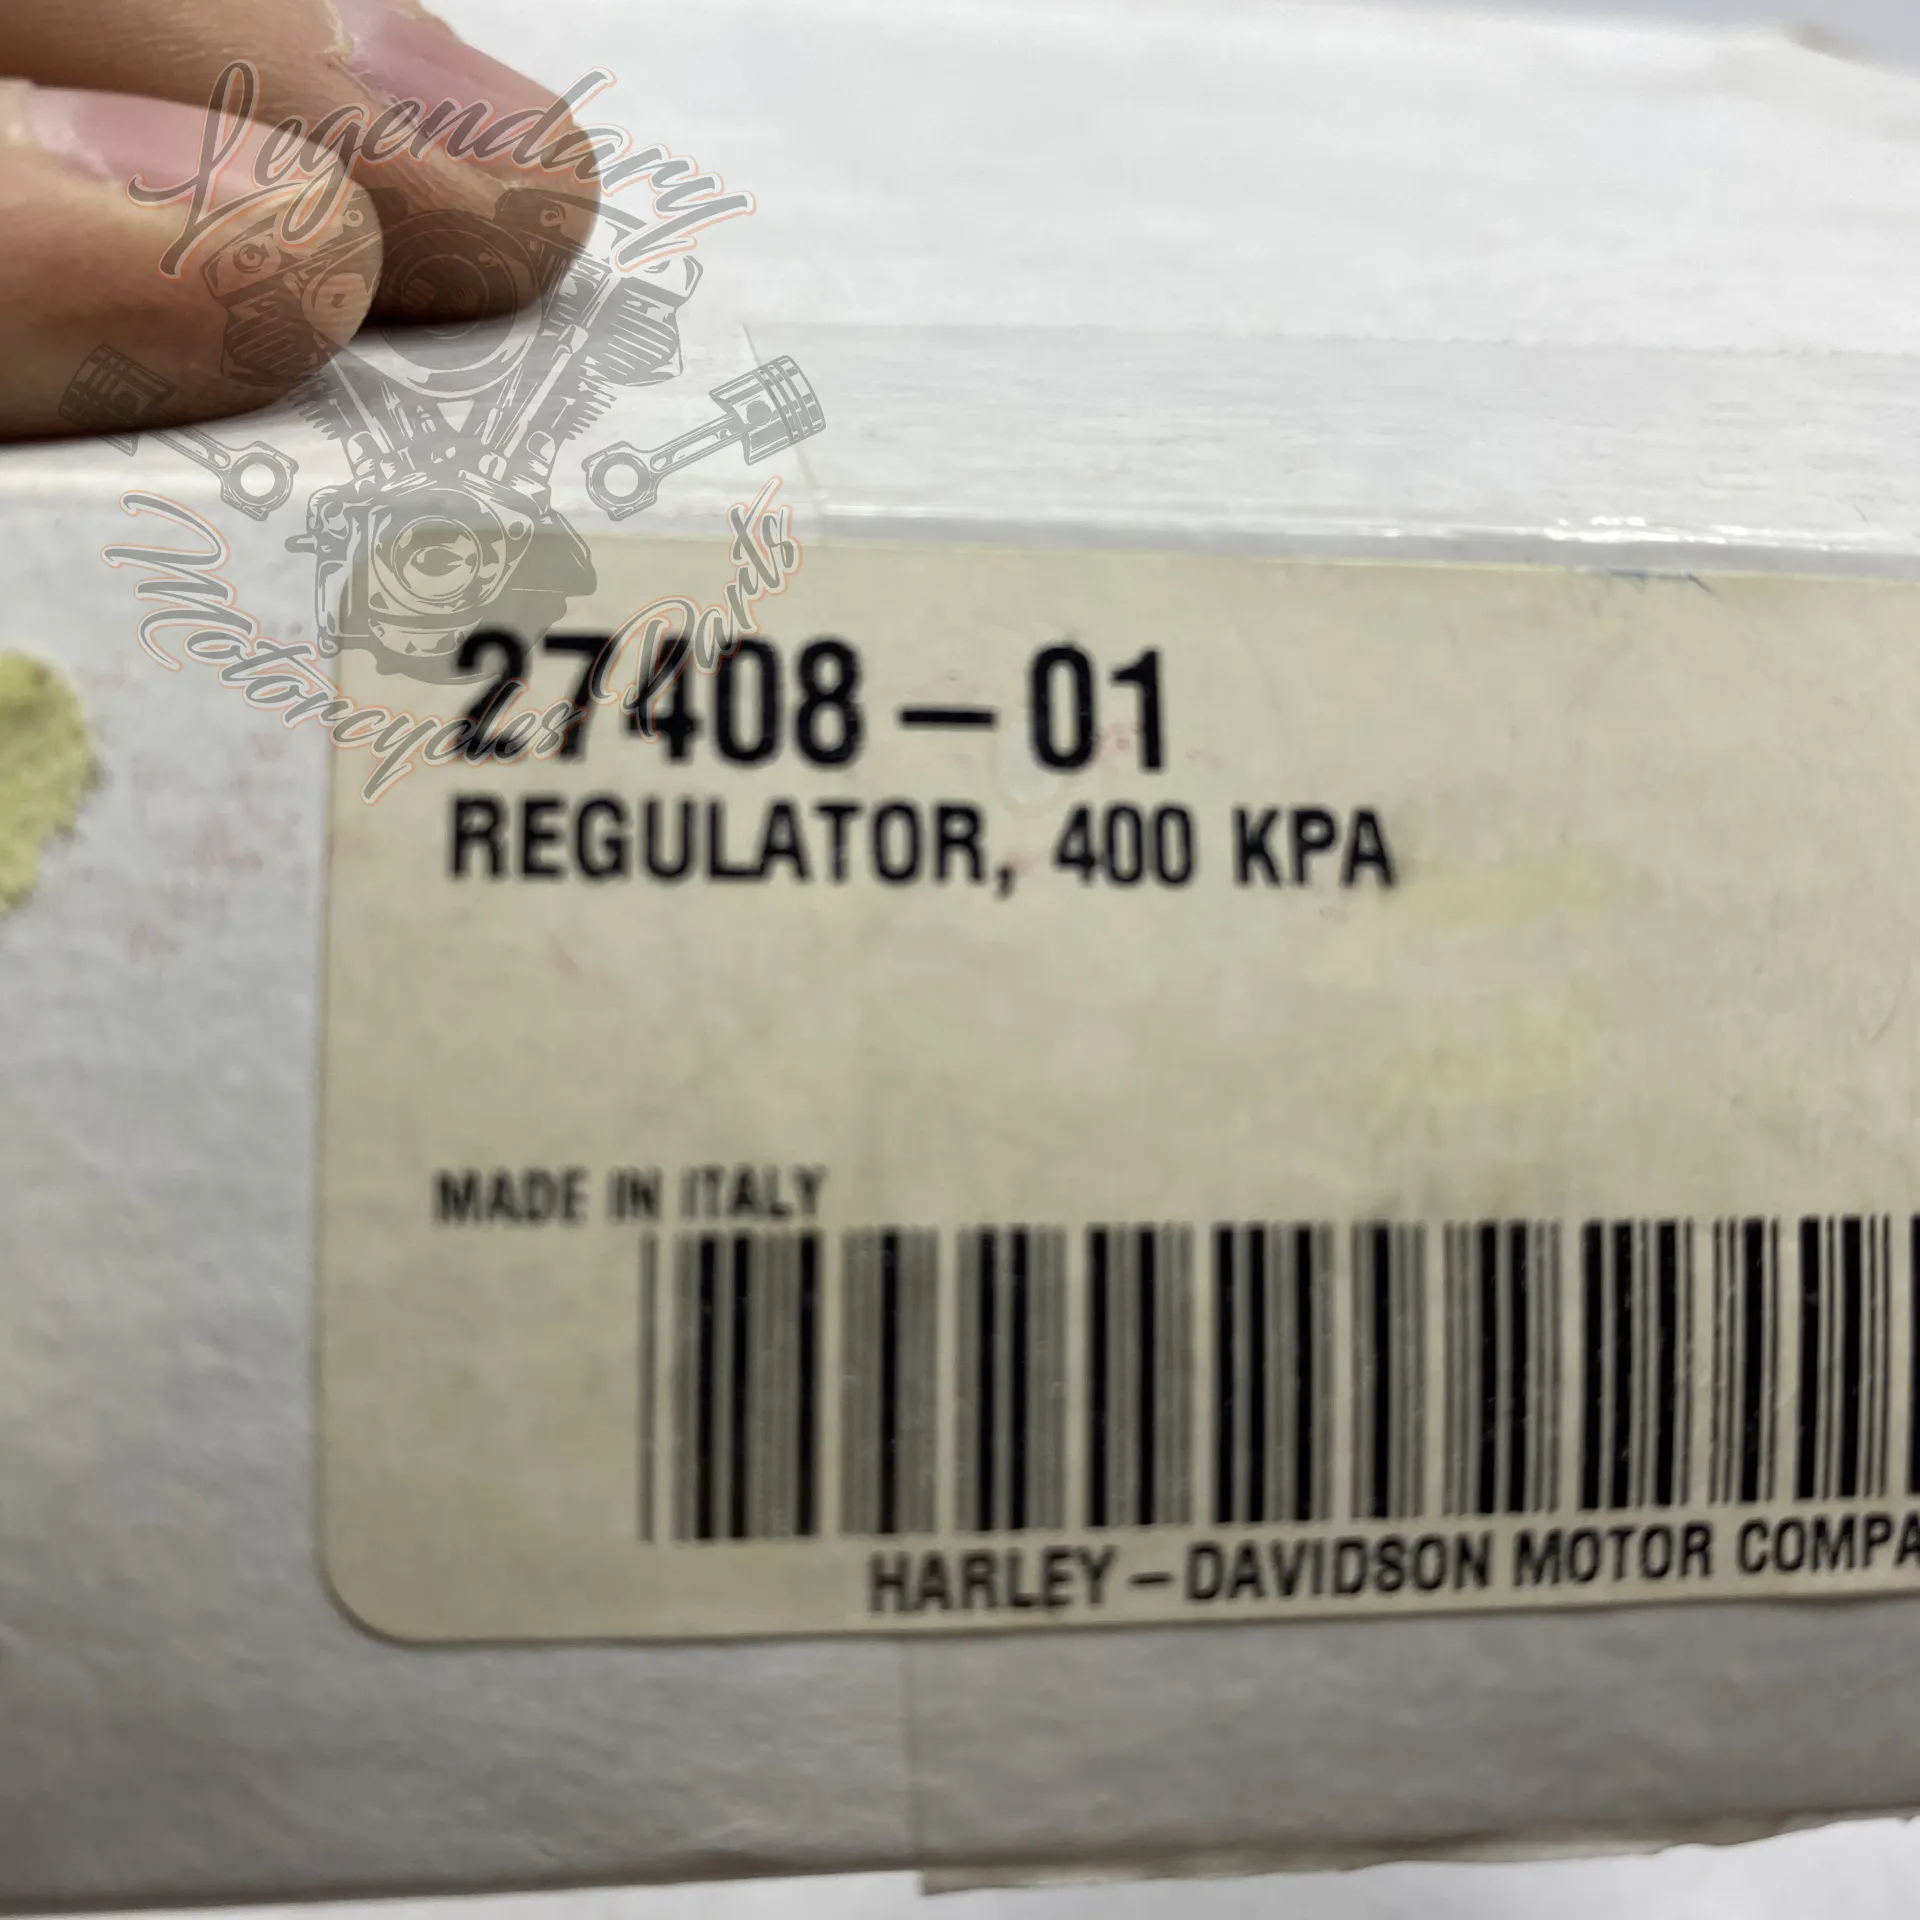 Legendary
Motorcycles Parts
27408-01
REGULATOR, 400 KPA
MADE IN ITALY
HARLEY-DAVIDSON MOTOR COMPA